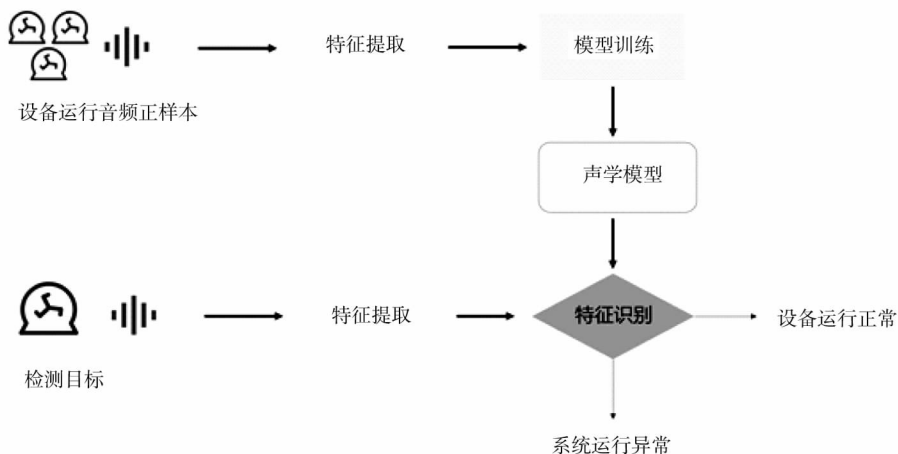 特征提取
模型训练
设备运行音频正样本
声学模型
特征提取
特征识别
设备运行正常
检测目标
系统运行异常